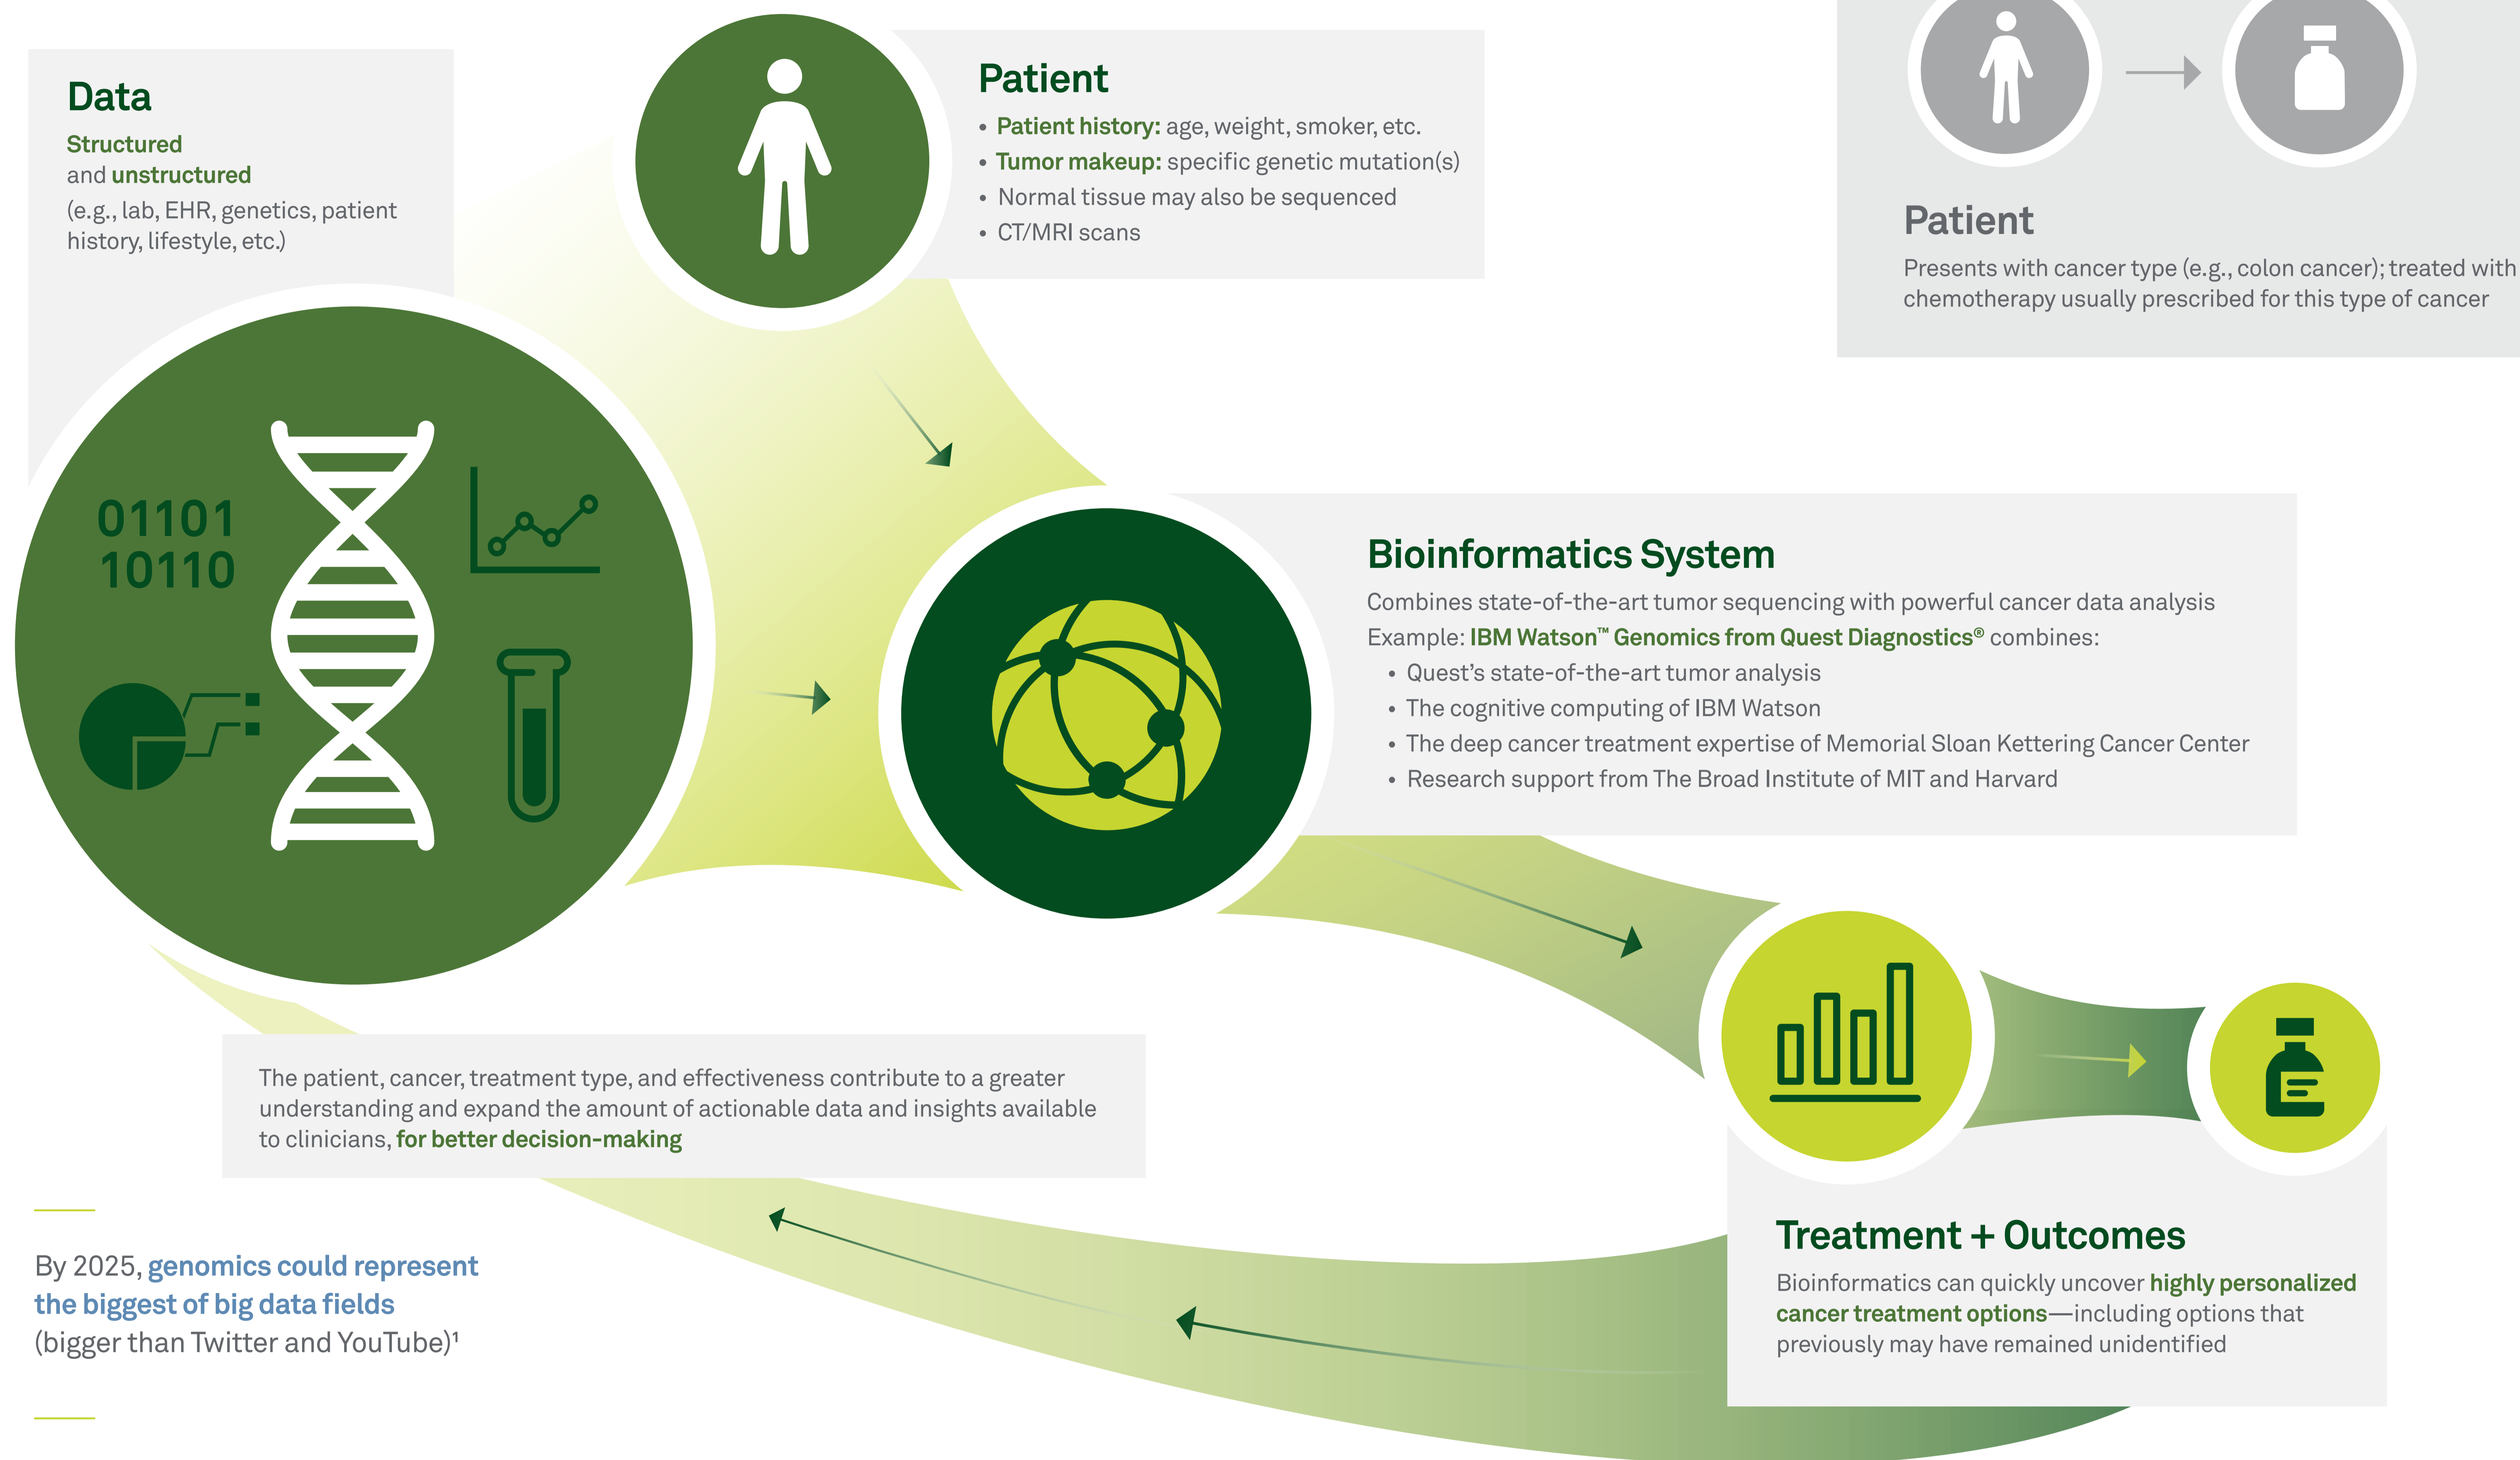 Data
Structured
and unstructured
(e.g., lab, EHR, genetics, patient
history, lifestyle, etc.)
01101
10110
Patient
• Patient history: age, weight, smoker, etc.
• Tumor makeup: specific genetic mutation(s)
• Normal tissue may also be sequenced
• CT/MRI scans
Patient
Presents with cancer type (e.g., colon cancer); treated with
chemotherapy usually prescribed for this type of cancer
Bioinformatics System
Combines state-of-the-art tumor sequencing with powerful cancer data analysis
Example: IBM Watson™ Genomics from Quest Diagnostics® combines:
• Quest’s state-of-the-art tumor analysis
• The cognitive computing of IBM Watson
• The deep cancer treatment expertise of Memorial Sloan Kettering Cancer Center
• Research support from The Broad Institute of MIT and Harvard
The patient, cancer, treatment type, and effectiveness contribute to a greater
understanding and expand the amount of actionable data and insights available
to clinicians, for better decision-making
By 2025, genomics could represent
the biggest of big data fields
(bigger than Twitter and YouTube)¹
Treatment + Outcomes
Bioinformatics can quickly uncover highly personalized
cancer treatment options—including options that
previously may have remained unidentified